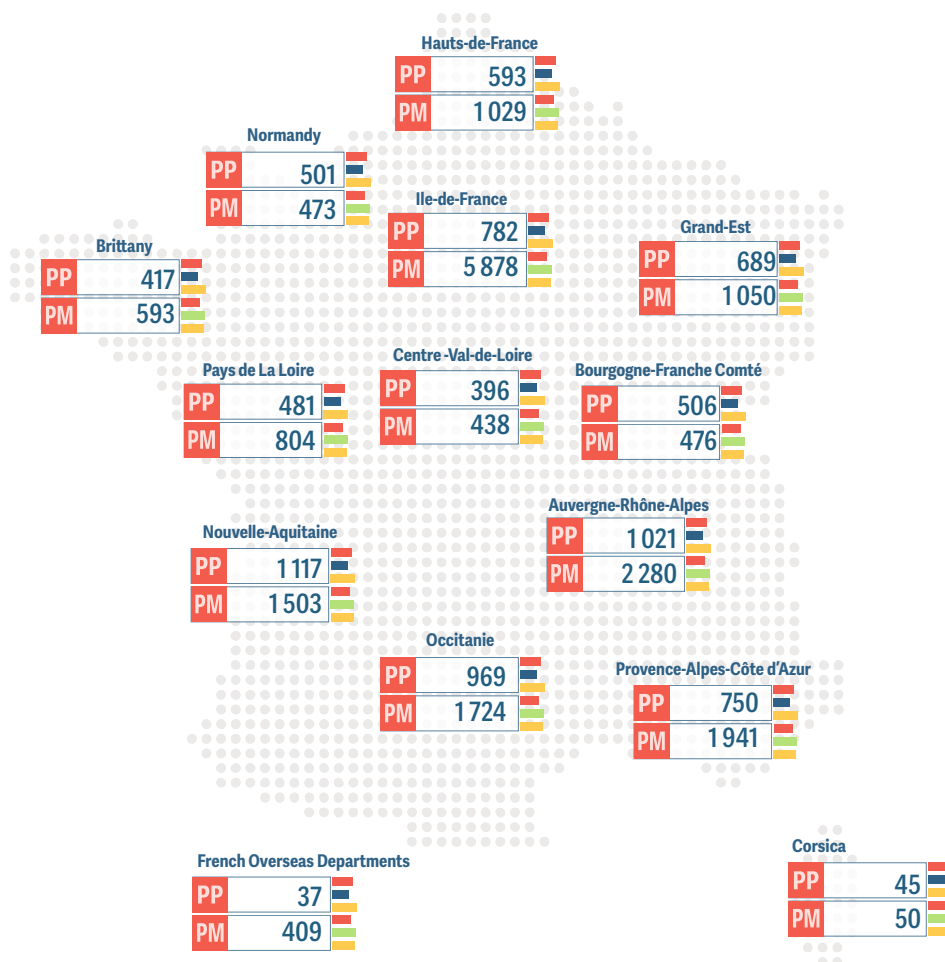 Hauts-de-France
PP 593
PM 1 029
Normandy
PP 501
PM 473
Ile-de-France
PP 782
PM 5 878
Grand-Est
PP 689
PM 1 050
Brittany
PP 417
PM 593
Centre -Val-de-Loire
PP 396
PM 438
Pays de La Loire
PP 481
PM 804
Bourgogne-Franche Comté
PP 506
PM 476
Auvergne-Rhône-Alpes
PP 1 021
PM 2 280
Nouvelle-Aquitaine
PP 1 117
PM 1 503
Occitanie
PP 969
PM 1 724
Provence-Alpes-Côte d'Azur
PP 750
PM 1 941
Corsica
PP 45
PM 50
French Overseas Departments
PP 37
PM 409